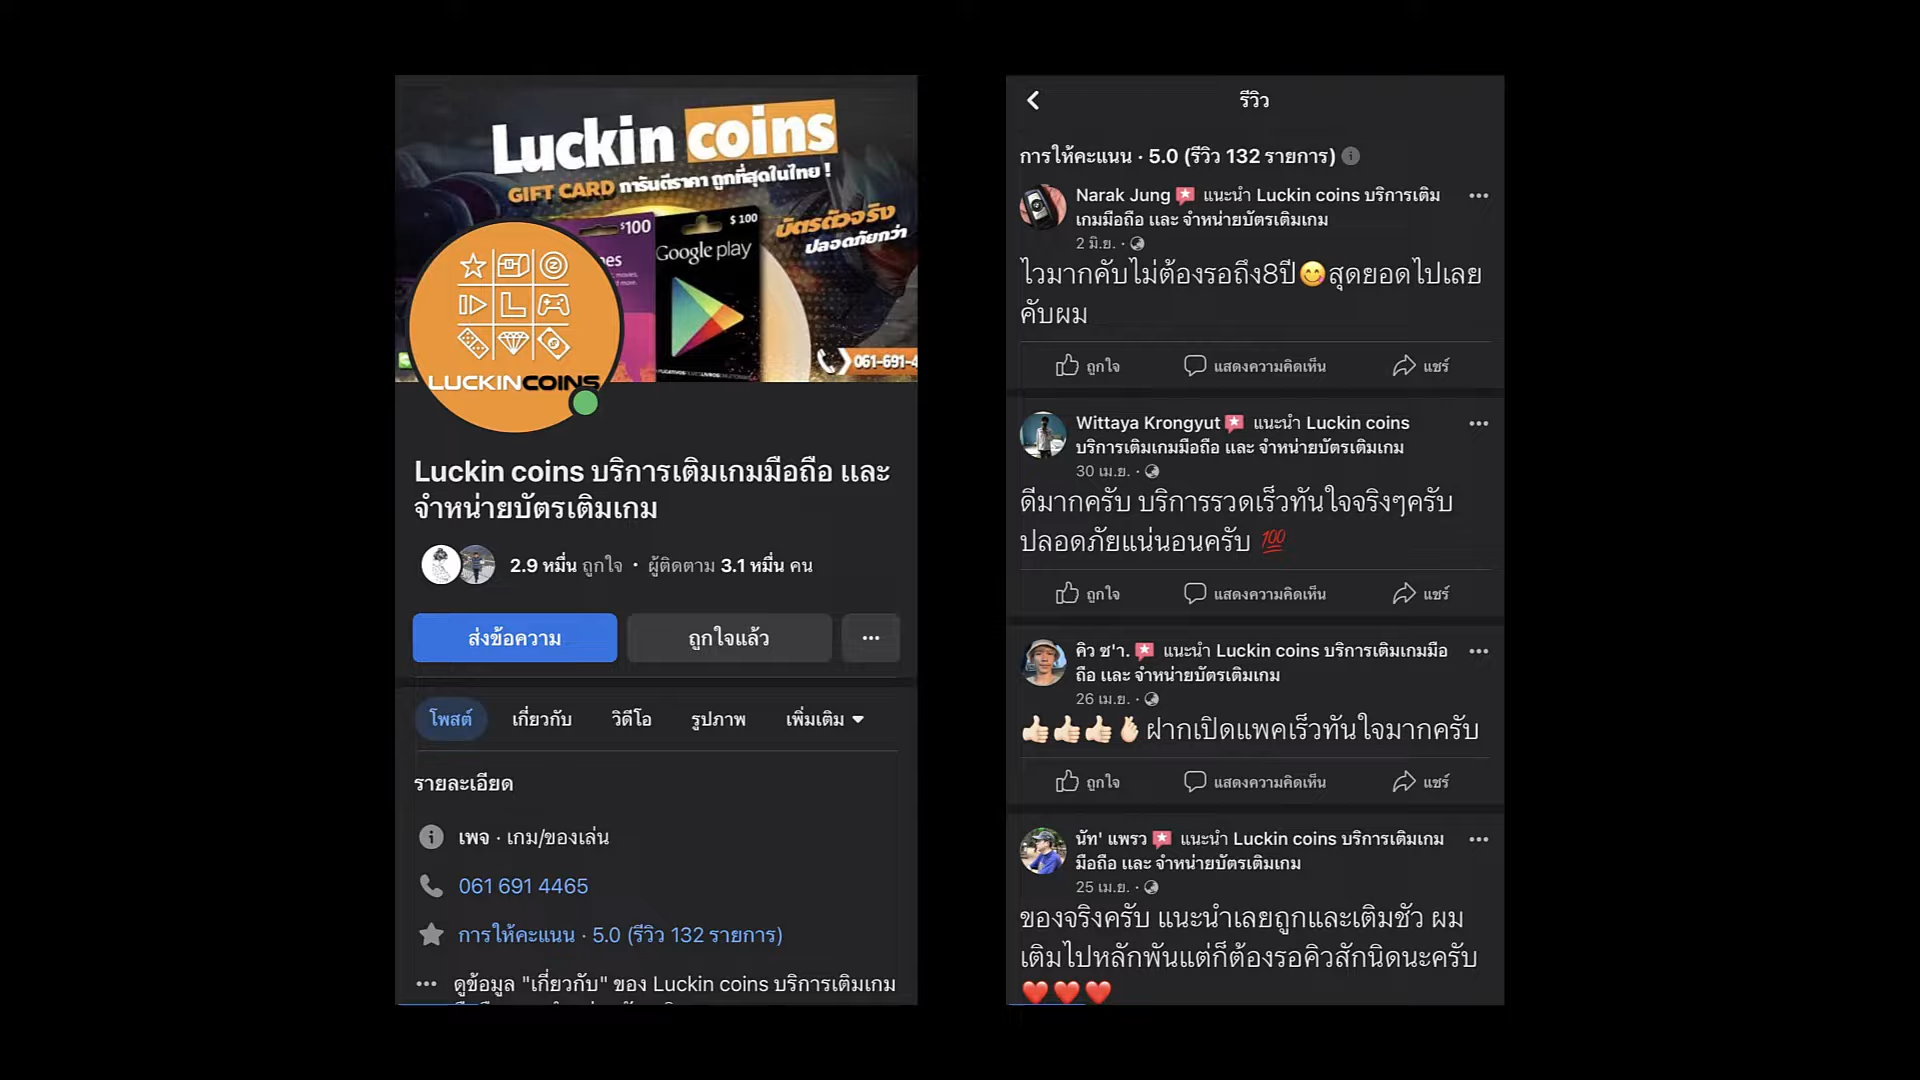 Luckin coins
GIFT CARD การันตีราคา ถูกที่สุดในไทย !
บัตรตัวจริง
ปลอดภัยกว่า
$100
$100
Google play
LUCKINCOINS
061-691-4
Luckin coins บริการเติมเกมมือถือ และ
จำหน่ายบัตรเติมเกม
2.9 หมื่น ถูกใจ · ผู้ติดตาม 3.1 หมื่น คน
ส่งข้อความ
ถูกใจแล้ว
โพสต์ เกี่ยวกับ วิดีโอ รูปภาพ เพิ่มเติม
รายละเอียด
เพจ · เกม/ของเล่น
061 691 4465
การให้คะแนน · 5.0 (รีวิว 132 รายการ)
ดูข้อมูล "เกี่ยวกับ" ของ Luckin coins บริการเติมเกม
รีวิว
การให้คะแนน · 5.0 (รีวิว 132 รายการ)
Narak Jung แนะนำ Luckin coins บริการเติม
เกมมือถือ และ จำหน่ายบัตรเติมเกม
2 มิ.ย. ·
ไวมากคับไม่ต้องรอถึง8ปี😋สุดยอดไปเลย
คับผม
ถูกใจ แสดงความคิดเห็น แชร์
Wittaya Krongyut แนะนำ Luckin coins
บริการเติมเกมมือถือ และ จำหน่ายบัตรเติมเกม
30 เม.ย. ·
ดีมากครับ บริการรวดเร็วทันใจจริงๆครับ
ปลอดภัยแน่นอนครับ 💯
ถูกใจ แสดงความคิดเห็น แชร์
คิว ซ'า. แนะนำ Luckin coins บริการเติมเกมมือ
ถือ และ จำหน่ายบัตรเติมเกม
26 เม.ย. ·
👍🏻👍🏻👍🏻🫰🏻ฝากเปิดแพคเร็วทันใจมากครับ
ถูกใจ แสดงความคิดเห็น แชร์
นัท' แพรว แนะนำ Luckin coins บริการเติมเกม
มือถือ และ จำหน่ายบัตรเติมเกม
25 เม.ย. ·
ของจริงครับ แนะนำเลยถูกและเติมชัว ผม
เติมไปหลักพันแต่ก็ต้องรอคิวสักนิดนะครับ
❤️❤️❤️